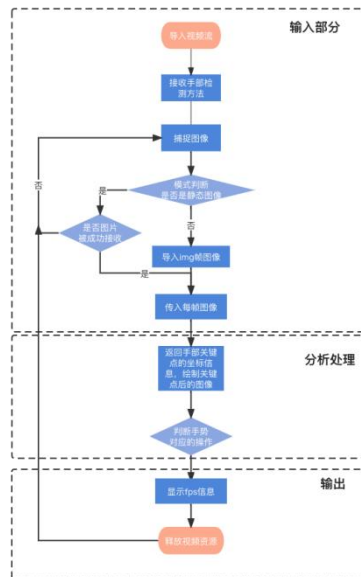 输入部分
导入视频流
接收手部检
测方法
捕捉图像
模式判断
是否是静态图像
是
否
否
是否图片
被成功接收
导入img帧图像
是
传入每帧图像
分析处理
返回手部关键
点的坐标信
息，绘制关键
点后的图像
判断手势
对应的操作
输出
显示fps信息
释放视频资源